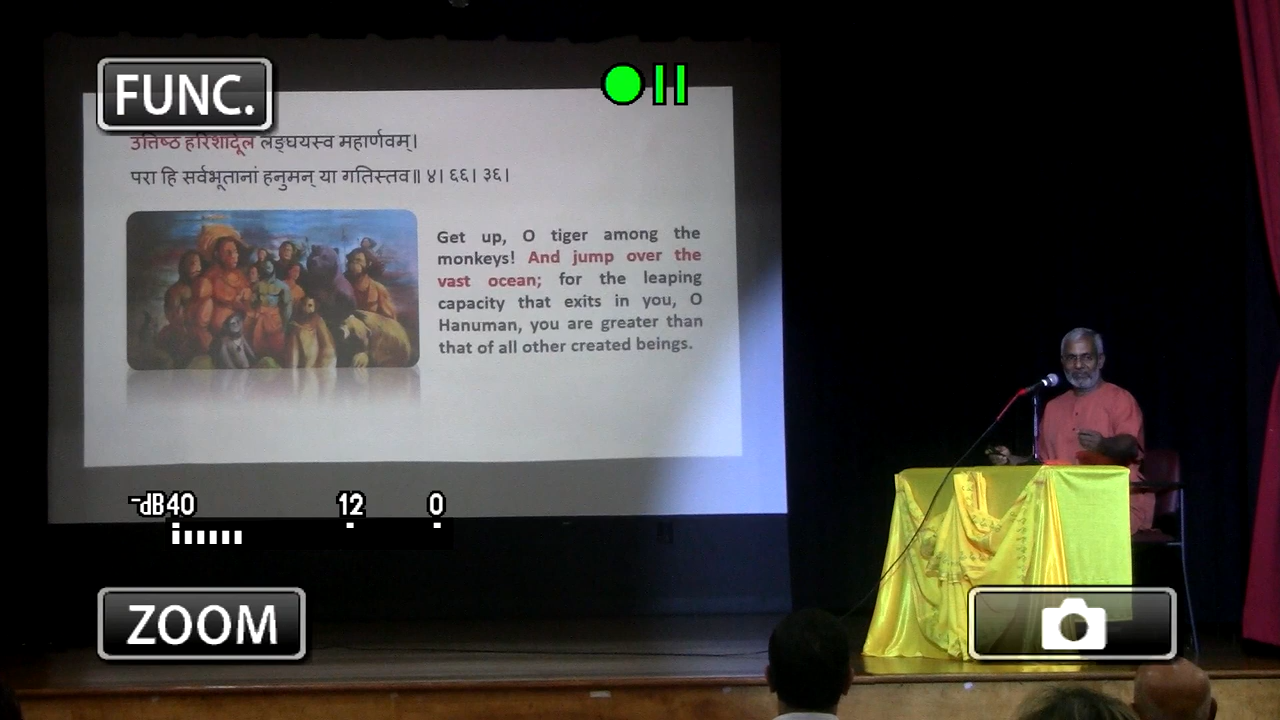 FUNC.
उत्तिष्ठ हरिशार्दूल लङ्घयस्व महार्णवम्।
परा हि सर्वभूतानां हनुमन् या गतिस्तव॥ ४। ६६। ३६।
Get up, O tiger among the
monkeys! And jump over the
vast ocean; for the leaping
capacity that exits in you, O
Hanuman, you are greater than
that of all other created beings.
-dB40 12 0
ZOOM